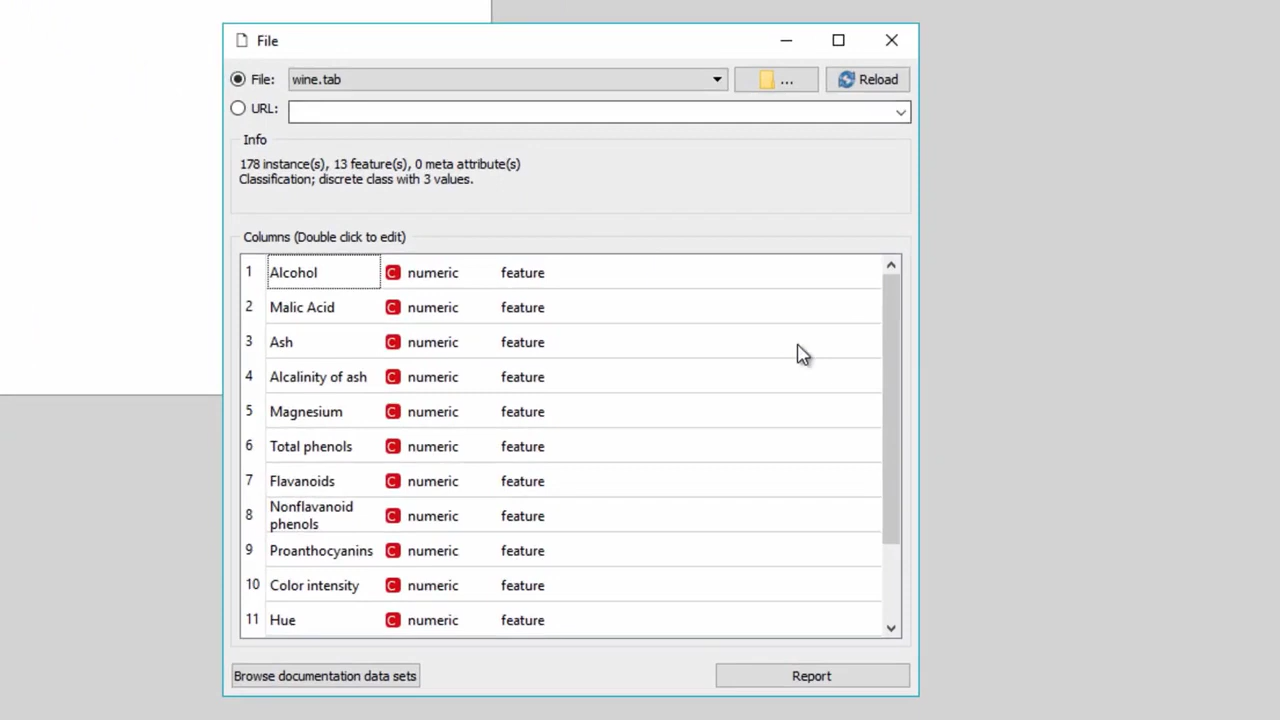 File
File: wine.tab ... Reload
URL:
Info
178 instance(s), 13 feature(s), 0 meta attribute(s)
Classification; discrete class with 3 values.
Columns (Double click to edit)
1 Alcohol C numeric feature
2 Malic Acid C numeric feature
3 Ash C numeric feature
4 Alcalinity of ash C numeric feature
5 Magnesium C numeric feature
6 Total phenols C numeric feature
7 Flavanoids C numeric feature
8 Nonflavanoid phenols C numeric feature
9 Proanthocyanins C numeric feature
10 Color intensity C numeric feature
11 Hue C numeric feature
Browse documentation data sets Report